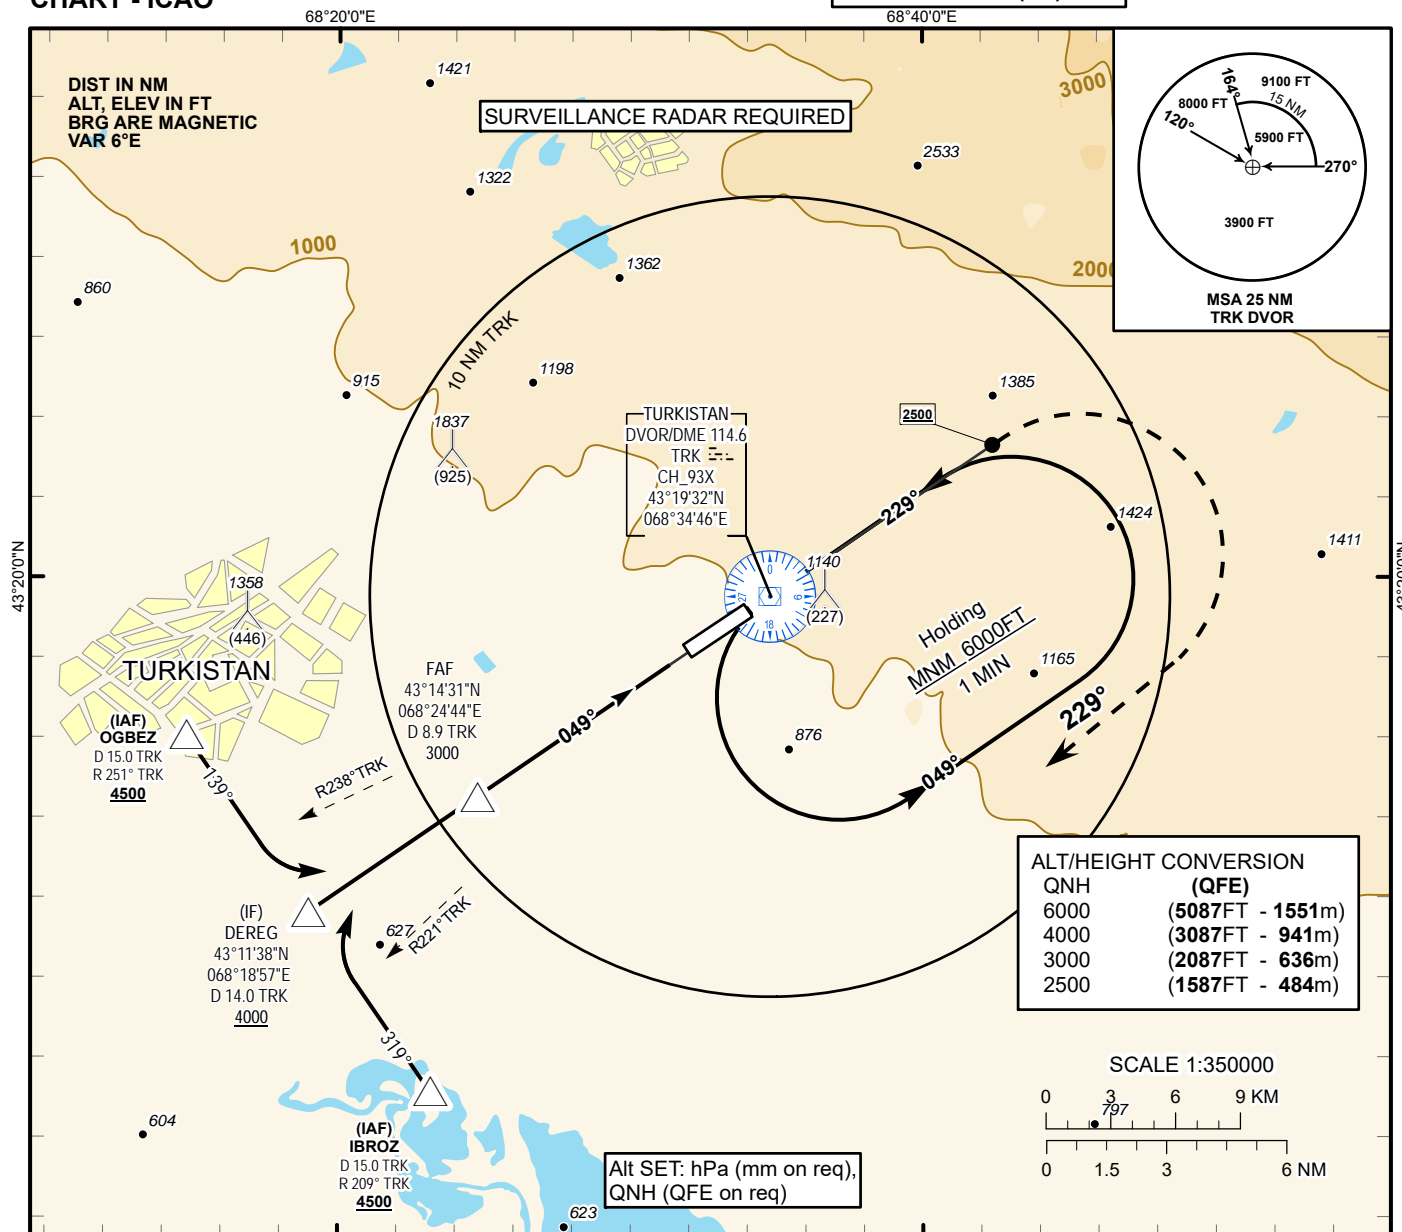 CHART - ICAO
68°20'0"E
68°40'0"E
DIST IN NM
ALT, ELEV IN FT
BRG ARE MAGNETIC
VAR 6°E
1421
SURVEILLANCE RADAR REQUIRED
3000
164°
9100 FT
8000 FT
15 NM
120°
5900 FT
270°
3900 FT
MSA 25 NM
TRK DVOR
2533
1322
1000
1362
2000
860
10 NM TRK
915
1198
1385
1837
(925)
TURKISTAN
DVOR/DME 114.6
TRK
CH_93X
43°19'32"N
068°34'46"E
2500
229°
1424
1411
43°20'0"N
43°20'0"N
1358
(446)
TURKISTAN
0
9
18
27
1140
(227)
Holding
MNM 6000FT
1 MIN
1165
229°
FAF
43°14'31"N
068°24'44"E
D 8.9 TRK
3000
049°
876
049°
(IAF)
OGBEZ
D 15.0 TRK
R 251° TRK
4500
139°
R238°TRK
(IF)
DEREG
43°11'38"N
068°18'57"E
D 14.0 TRK
4000
627
R221°TRK
ALT/HEIGHT CONVERSION
QNH (QFE)
6000 (5087FT - 1551m)
4000 (3087FT - 941m)
3000 (2087FT - 636m)
2500 (1587FT - 484m)
319°
SCALE 1:350000
0 3 6 9 KM
797
0 1.5 3 6 NM
604
(IAF)
IBROZ
D 15.0 TRK
R 209° TRK
4500
Alt SET: hPa (mm on req),
QNH (QFE on req)
623